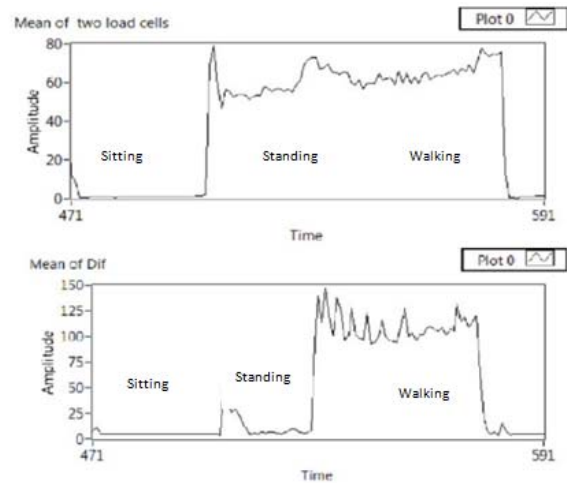 Mean of two load cells
Plot 0
80
60
40
20
0
Amplitude
Sitting
Standing
Walking
471
591
Time
Mean of Dif
Plot 0
150
125
100
75
50
25
0
Amplitude
Sitting
Standing
Walking
471
591
Time